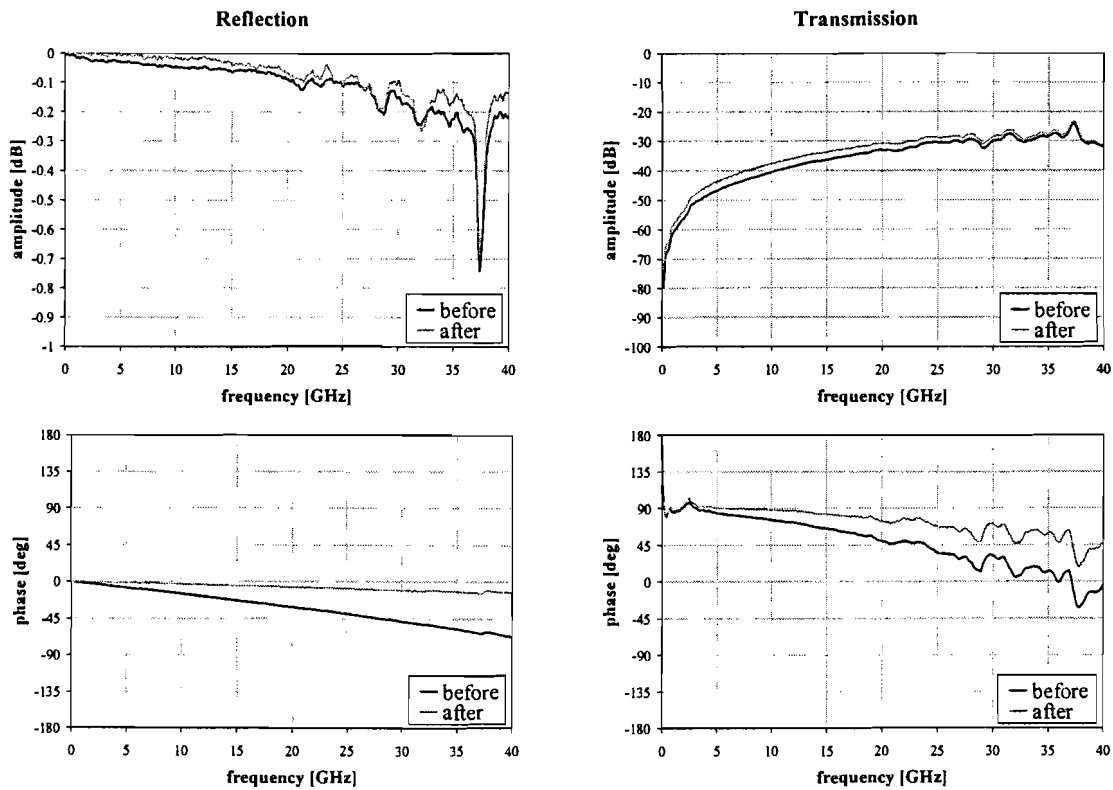 Reflection
amplitude [dB]
0
-0.1
-0.2
-0.3
-0.4
-0.5
-0.6
-0.7
-0.8
-0.9
-1
before
after
0 5 10 15 20 25 30 35 40
frequency [GHz]
Transmission
amplitude [dB]
0
-10
-20
-30
-40
-50
-60
-70
-80
-90
-100
before
after
0 5 10 15 20 25 30 35 40
frequency [GHz]
phase [deg]
180
135
90
45
0
-45
-90
-135
-180
before
after
0 5 10 15 20 25 30 35 40
frequency [GHz]
phase [deg]
180
135
90
45
0
-45
-90
-135
-180
before
after
0 5 10 15 20 25 30 35 40
frequency [GHz]